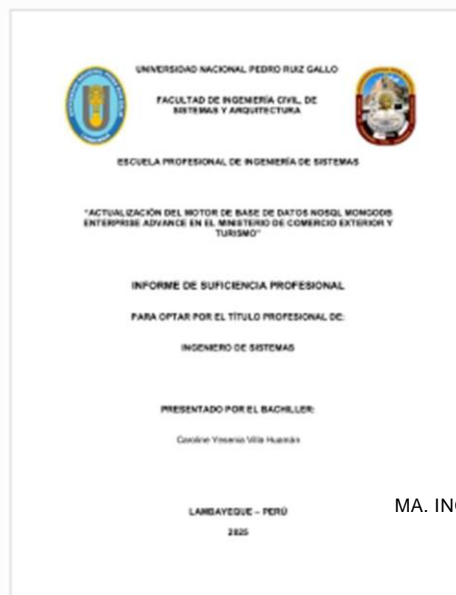 UNIVERSIDAD NACIONAL PEDRO RUIZ GALLO
FACULTAD DE INGENIERÍA CIVIL, DE
SISTEMAS Y ARQUITECTURA
ESCUELA PROFESIONAL DE INGENIERÍA DE SISTEMAS
"ACTUALIZACIÓN DEL MOTOR DE BASE DE DATOS NOSQL MONGODB
ENTERPRISE ADVANCE EN EL MINISTERIO DE COMERCIO EXTERIOR Y
TURISMO"
INFORME DE SUFICIENCIA PROFESIONAL
PARA OPTAR POR EL TÍTULO PROFESIONAL DE:
INGENIERO DE SISTEMAS
PRESENTADO POR EL BACHILLER:
Caroline Yesenia Villa Huamán
MA. ING
LAMBAYEQUE – PERÚ
2025